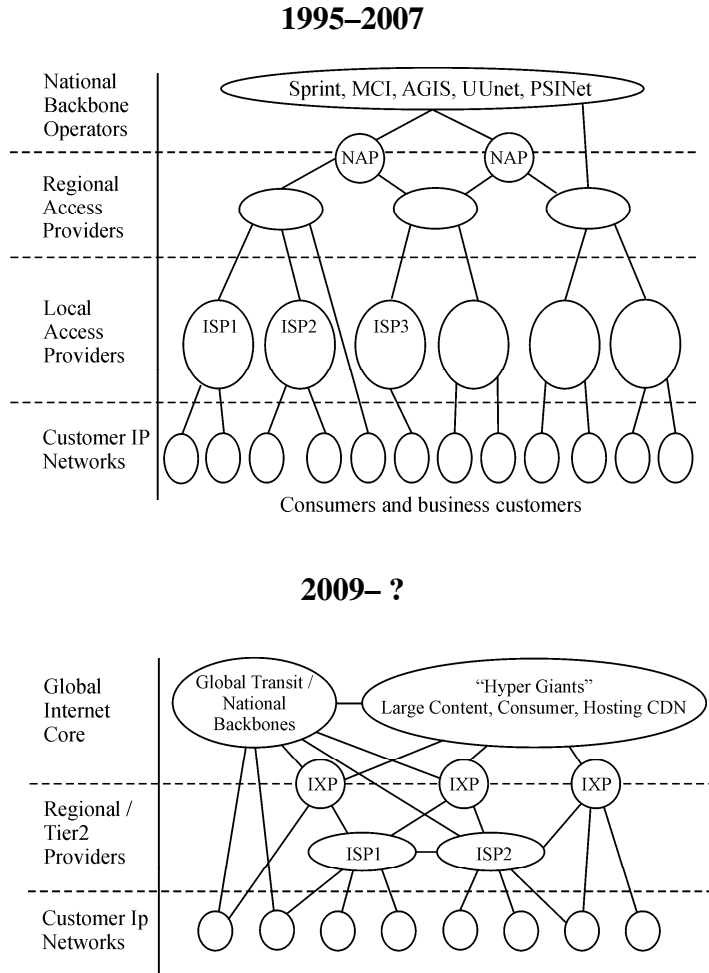 1995–2007
National
Backbone
Operators
Sprint, MCI, AGIS, UUnet, PSINet
NAP
NAP
Regional
Access
Providers
Local
Access
Providers
ISP1
ISP2
ISP3
Customer IP
Networks
Consumers and business customers
2009– ?
Global
Internet
Core
Global Transit /
National
Backbones
“Hyper Giants”
Large Content, Consumer, Hosting CDN
IXP
IXP
IXP
Regional /
Tier2
Providers
ISP1
ISP2
Customer Ip
Networks